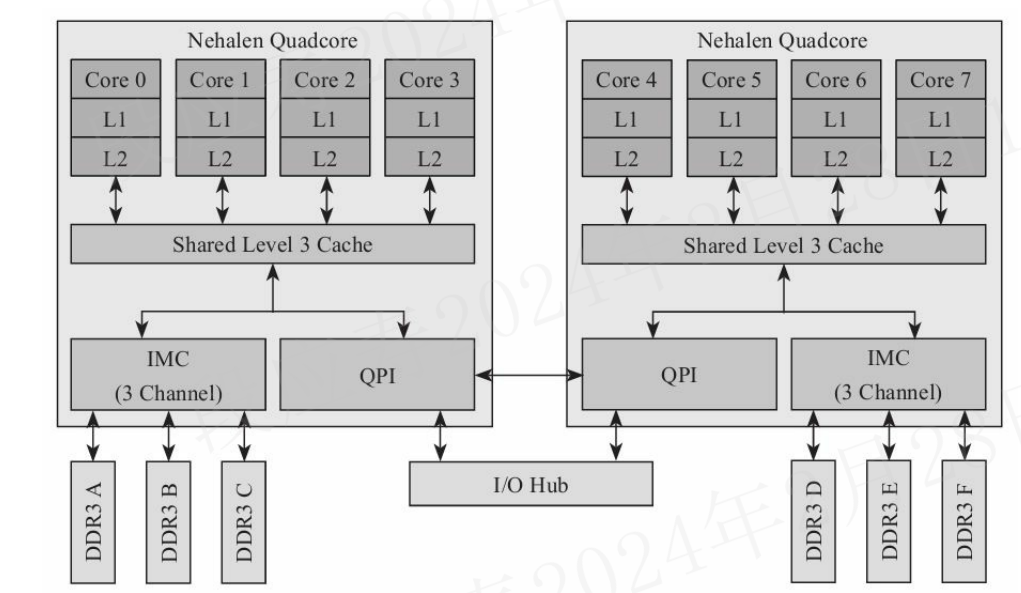 Nehalen Quadcore
Core 0
Core 1
Core 2
Core 3
L1
L1
L1
L1
L2
L2
L2
L2
Shared Level 3 Cache
IMC
(3 Channel)
QPI
DDR3 A
DDR3 B
DDR3 C
Nehalen Quadcore
Core 4
Core 5
Core 6
Core 7
L1
L1
L1
L1
L2
L2
L2
L2
Shared Level 3 Cache
QPI
IMC
(3 Channel)
I/O Hub
DDR3 D
DDR3 E
DDR3 F